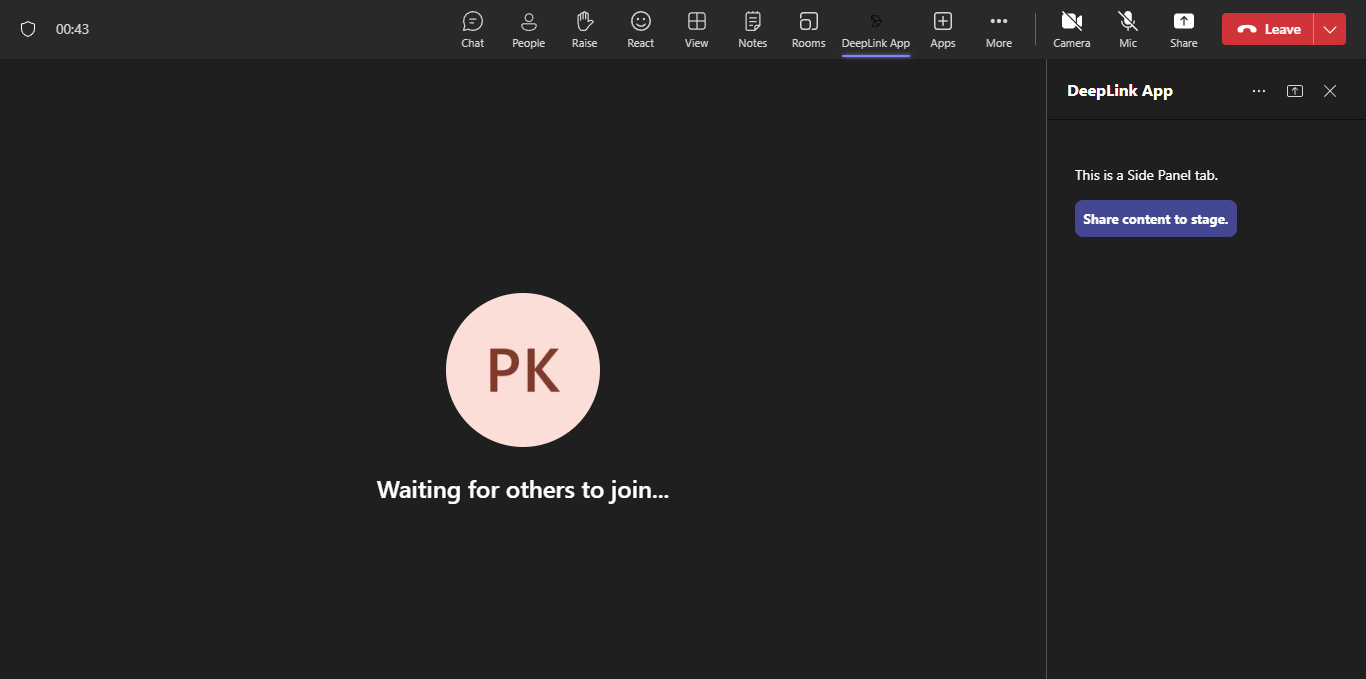 00:43
Chat
People
Raise
React
View
Notes
Rooms
DeepLink App
Apps
More
Camera
Mic
Share
Leave
DeepLink App
This is a Side Panel tab.
Share content to stage.
PK
Waiting for others to join...